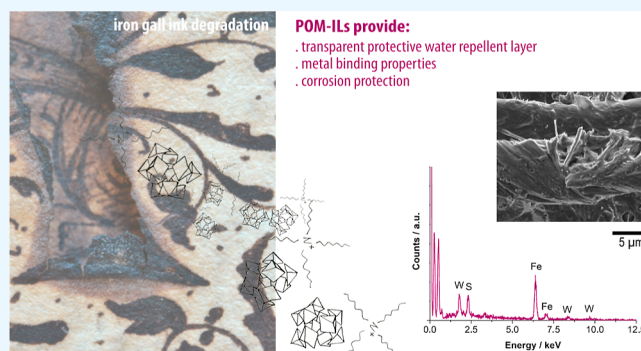 iron gall ink degradation
POM-ILs provide:
. transparent protective water repellent layer
. metal binding properties
. corrosion protection
5 µm
Counts / a.u.
W S Fe Fe W W
0.0 2.5 5.0 7.5 10.0 12.
Energy / keV
N
+
N
+